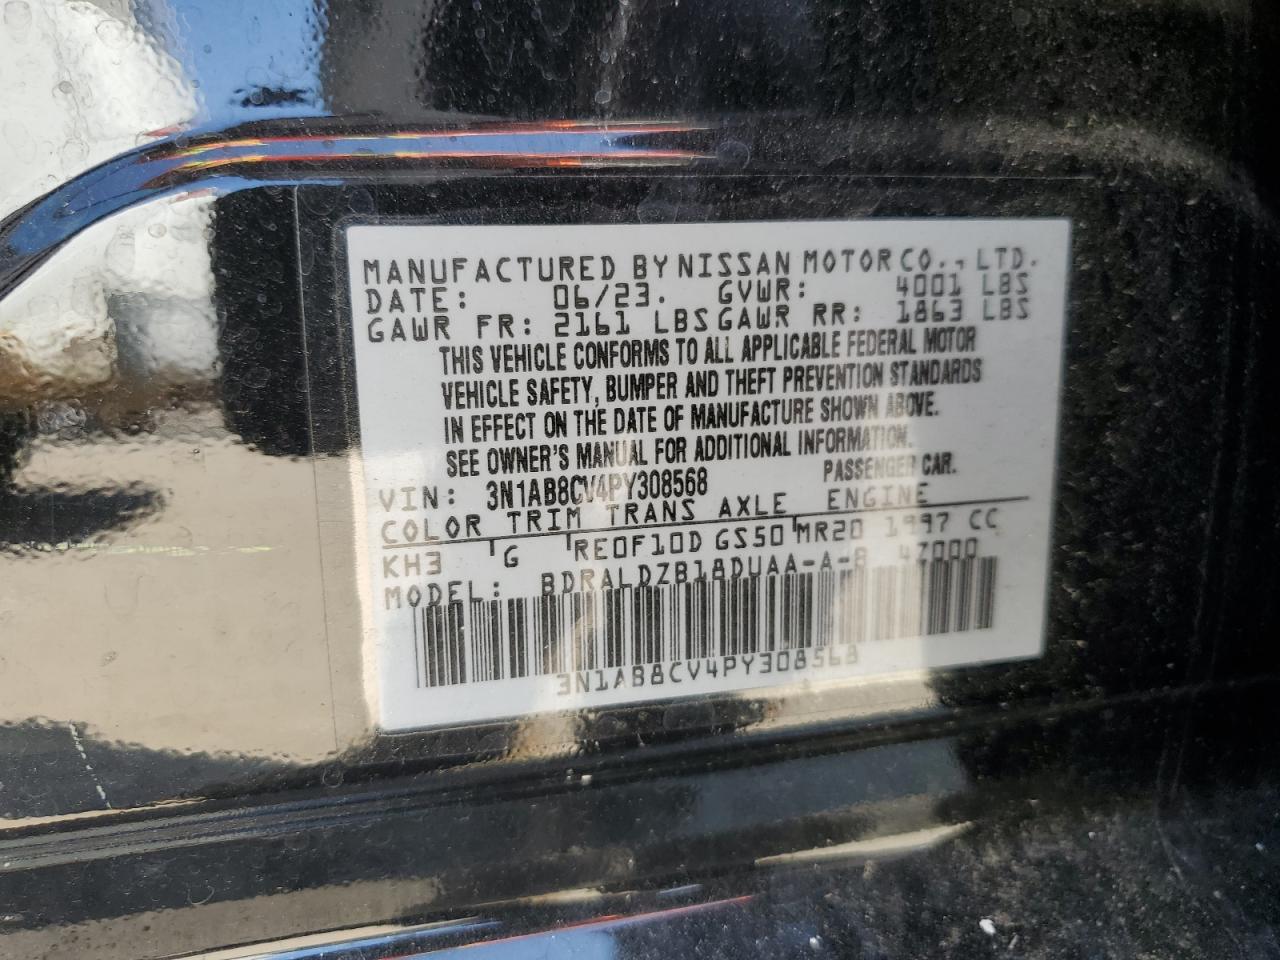 MANUFACTURED BY NISSAN MOTOR CO., LTD.
DATE: 06/23. GVWR: 4001 LBS
GAWR FR: 2161 LBS GAWR RR: 1863 LBS
THIS VEHICLE CONFORMS TO ALL APPLICABLE FEDERAL MOTOR
VEHICLE SAFETY, BUMPER AND THEFT PREVENTION STANDARDS
IN EFFECT ON THE DATE OF MANUFACTURE SHOWN ABOVE.
SEE OWNER'S MANUAL FOR ADDITIONAL INFORMATION.
VIN: 3N1AB8CV4PY308568 PASSENGER CAR.
COLOR TRIM TRANS AXLE ENGINE
KH3 G RE0F10D GS50 MR20 1997 CC
MODEL: BDRALDZB18DUAA-A-B 47000
3N1AB8CV4PY308568